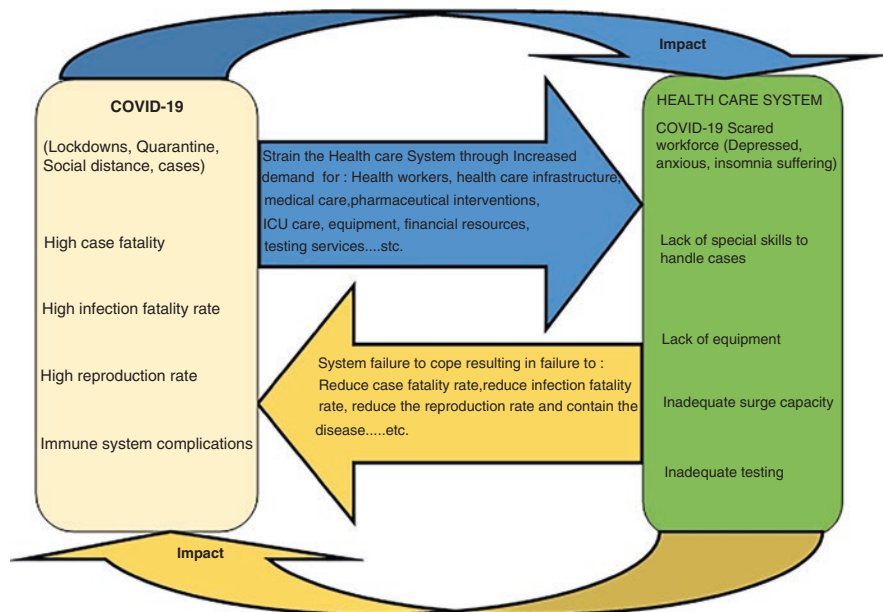 Impact
COVID-19
(Lockdowns, Quarantine,
Social distance, cases)
High case fatality
High infection fatality rate
High reproduction rate
Immune system complications
Strain the Health care System through Increased
demand for : Health workers, health care infrastructure,
medical care,pharmaceutical interventions,
ICU care, equipment, financial resources,
testing services....stc.
System failure to cope resulting in failure to :
Reduce case fatality rate,reduce infection fatality
rate, reduce the reproduction rate and contain the
disease.....etc.
HEALTH CARE SYSTEM
COVID-19 Scared
workforce (Depressed,
anxious, insomnia suffering)
Lack of special skills to
handle cases
Lack of equipment
Inadequate surge capacity
Inadequate testing
Impact